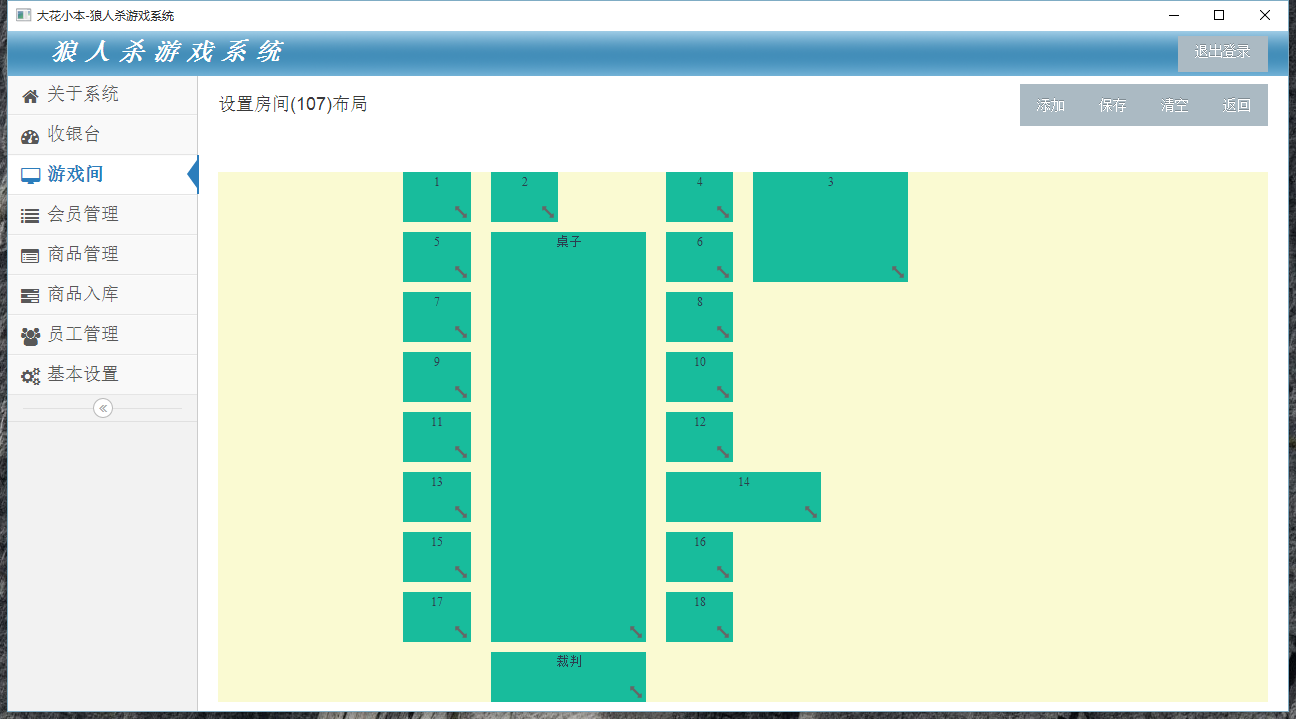 大花小本-狼人杀游戏系统
狼人杀游戏系统
退出登录
关于系统
收银台
游戏间
会员管理
商品管理
商品入库
员工管理
基本设置
设置房间(107)布局
添加 保存 清空 返回
1 2 4 3
5 桌子 6
7 8
9 10
11 12
13 14
15 16
17 18
裁判